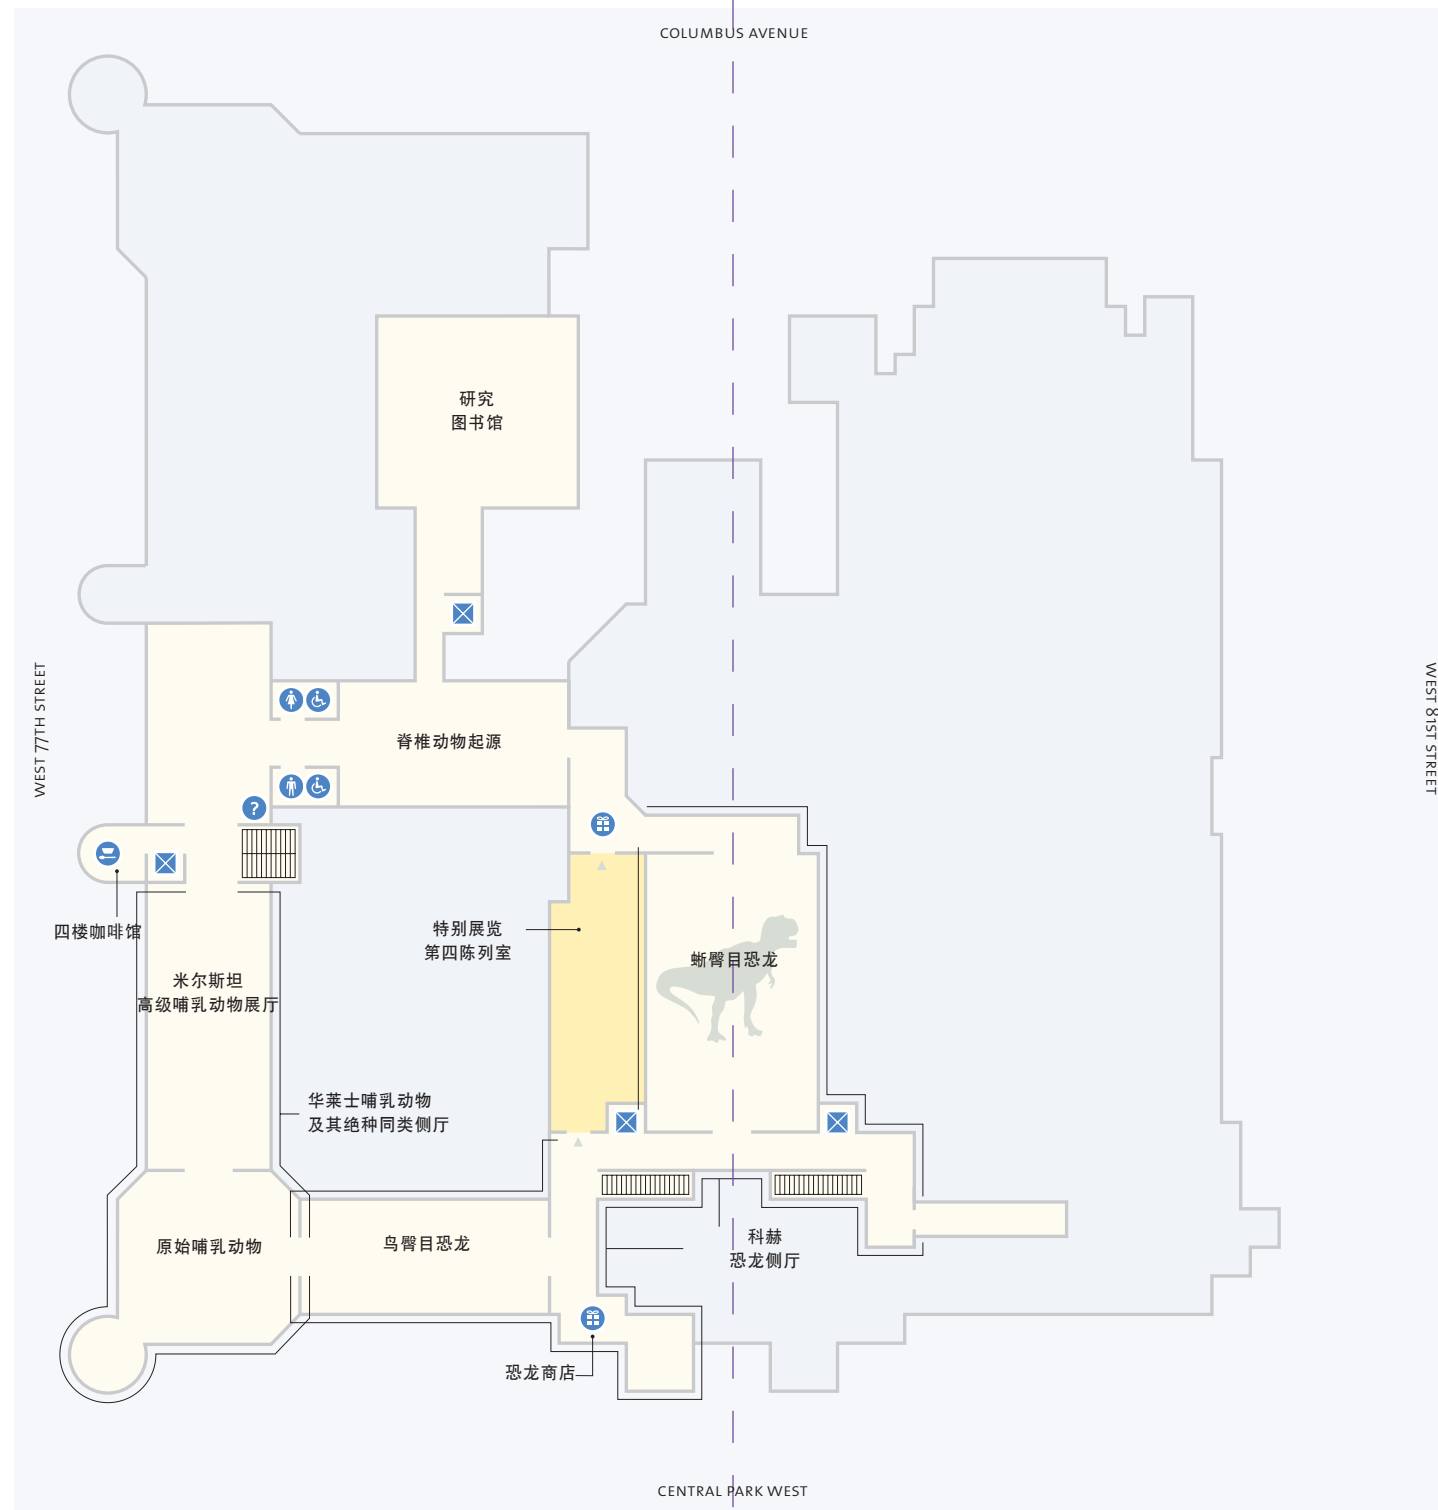 COLUMBUS AVENUE
研究
图书馆
WEST 77TH STREET
WEST 81ST STREET
脊椎动物起源
?
四楼咖啡馆
特别展览
第四陈列室
蜥臀目恐龙
米尔斯坦
高级哺乳动物展厅
华莱士哺乳动物
及其绝种同类侧厅
原始哺乳动物
鸟臀目恐龙
科赫
恐龙侧厅
恐龙商店
CENTRAL PARK WEST